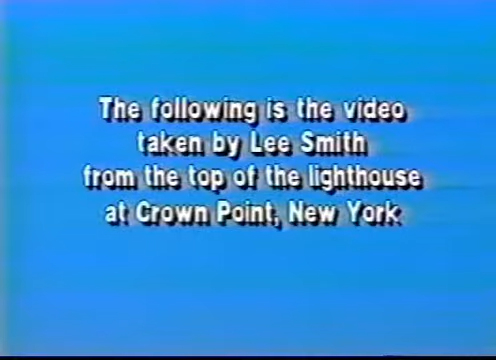 The following is the video
taken by Lee Smith
from the top of the lighthouse
at Crown Point, New York